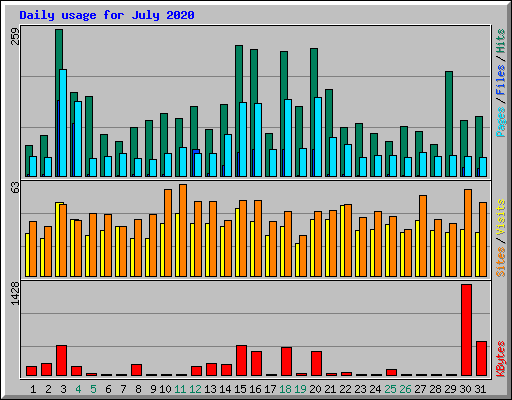 Daily usage for July 2020
259
Pages / Files / Hits
63
Sites / Visits
1428
KBytes
1 2 3 4 5 6 7 8 9 10 11 12 13 14 15 16 17 18 19 20 21 22 23 24 25 26 27 28 29 30 31